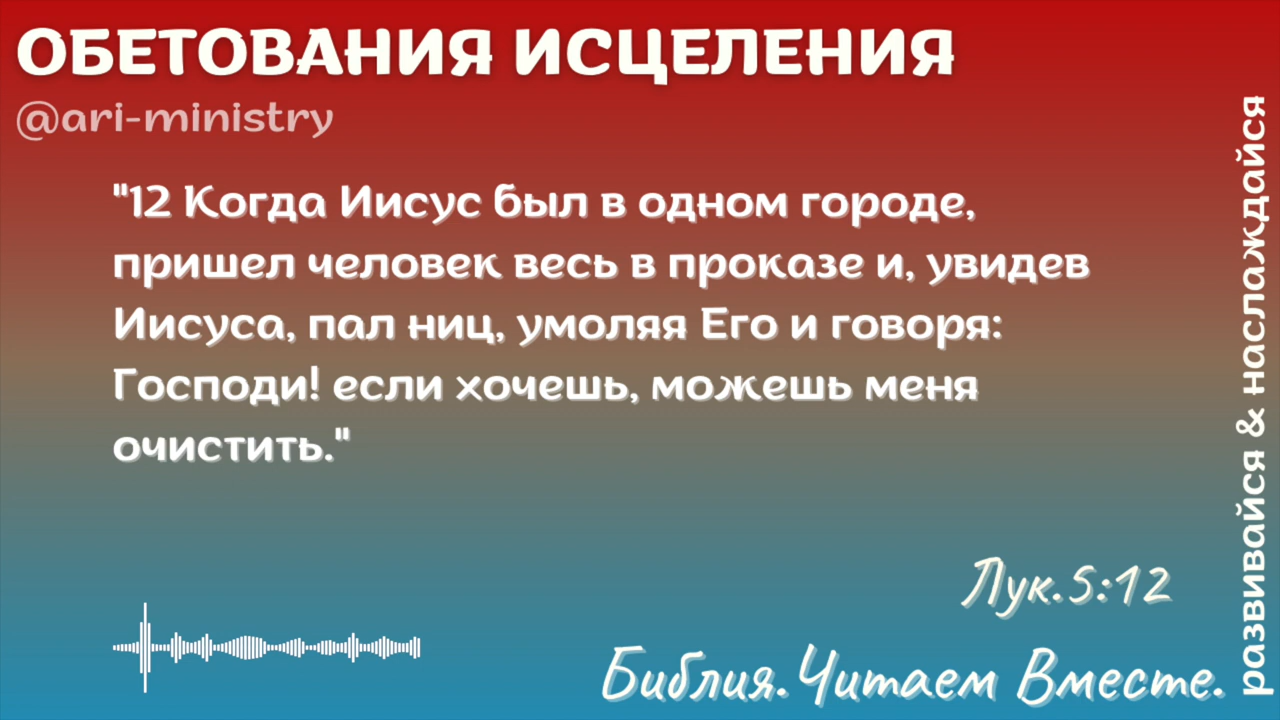 ОБЕТОВАНИЯ ИСЦЕЛЕНИЯ
@ari-ministry
"12 Когда Иисус был в одном городе,
пришел человек весь в проказе и, увидев
Иисуса, пал ниц, умоляя Его и говоря:
Господи! если хочешь, можешь меня
очистить."
Лук.5:12
Библия.Читаем Вместе.
развивайся & наслаждайся